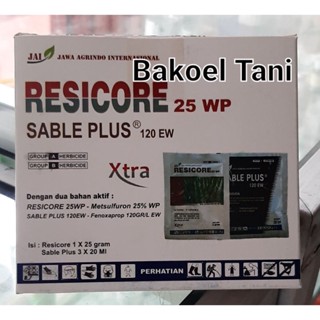 JAI
JAWA AGRINDO INTERNATIONAL
Bakoel Tani
RESICORE 25 WP
SABLE PLUS® 120 EW
GROUP A HERBICIDE
GROUP B HERBICIDE
Xtra
Dengan dua bahan aktif :
RESICORE 25WP - Metsulfuron 25% WP
SABLE PLUS 120EW - Fenoxaprop 120GR/L EW
Isi : Resicore 1 X 25 gram
Sable Plus 3 X 20 Ml
RESICORE
SABLE PLUS
120 EW
PERHATIAN